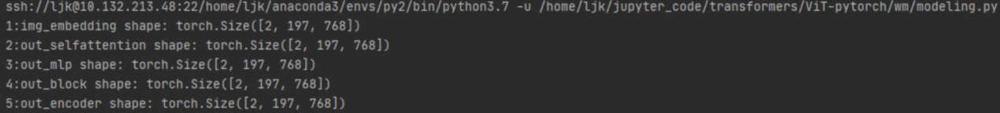 ssh://ljk@10.132.213.48:22/home/ljk/anaconda3/envs/py2/bin/python3.7 -u /home/ljk/jupyter_code/transformers/ViT-pytorch/wm/modeling.py
1:img_embedding shape: torch.Size([2, 197, 768])
2:out_selfattention shape: torch.Size([2, 197, 768])
3:out_mlp shape: torch.Size([2, 197, 768])
4:out_block shape: torch.Size([2, 197, 768])
5:out_encoder shape: torch.Size([2, 197, 768])